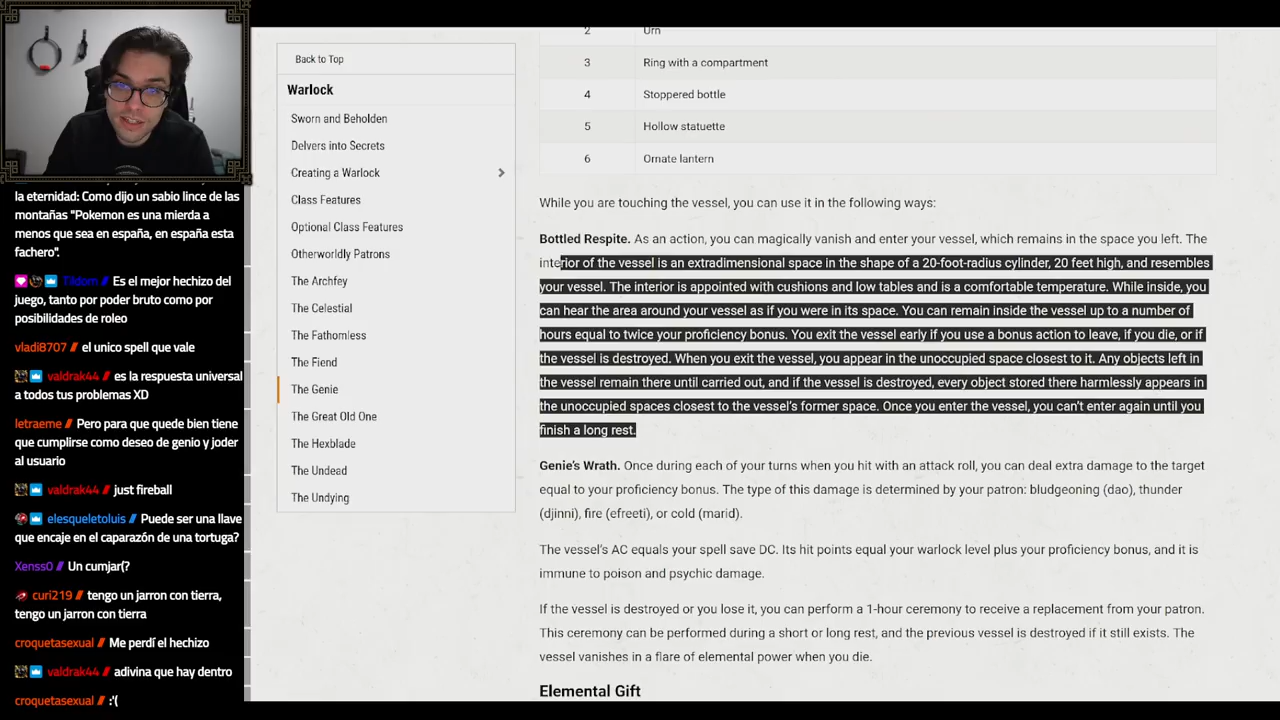 la eternidad: Como dijo un sabio lince de las
montañas "Pokemon es una mierda a
menos que sea en españa, en españa esta
fachero".
Tildom // Es el mejor hechizo del
juego, tanto por poder bruto como por
posibilidades de roleo
vladi8707 // el unico spell que vale
valdrak44 // es la respuesta universal
a todos tus problemas XD
letraeme // Pero para que quede bien tiene
que cumplirse como deseo de genio y joder
al usuario
valdrak44 // just fireball
elesqueletoluis // Puede ser una llave
que encaje en el caparazón de una tortuga?
Xenss0 // Un cumjar(?
curi219 // tengo un jarron con tierra,
tengo un jarron con tierra
croquetasexual // Me perdí el hechizo
valdrak44 // adivina que hay dentro
croquetasexual // :'(
Back to Top
Warlock
Sworn and Beholden
Delvers into Secrets
Creating a Warlock
Class Features
Optional Class Features
Otherworldly Patrons
The Archfey
The Celestial
The Fathomless
The Fiend
The Genie
The Great Old One
The Hexblade
The Undead
The Undying
2 Urn
3 Ring with a compartment
4 Stoppered bottle
5 Hollow statuette
6 Ornate lantern
While you are touching the vessel, you can use it in the following ways:
Bottled Respite. As an action, you can magically vanish and enter your vessel, which remains in the space you left. The
interior of the vessel is an extradimensional space in the shape of a 20-foot-radius cylinder, 20 feet high, and resembles
your vessel. The interior is appointed with cushions and low tables and is a comfortable temperature. While inside, you
can hear the area around your vessel as if you were in its space. You can remain inside the vessel up to a number of
hours equal to twice your proficiency bonus. You exit the vessel early if you use a bonus action to leave, if you die, or if
the vessel is destroyed. When you exit the vessel, you appear in the unoccupied space closest to it. Any objects left in
the vessel remain there until carried out, and if the vessel is destroyed, every object stored there harmlessly appears in
the unoccupied spaces closest to the vessel's former space. Once you enter the vessel, you can't enter again until you
finish a long rest.
Genie's Wrath. Once during each of your turns when you hit with an attack roll, you can deal extra damage to the target
equal to your proficiency bonus. The type of this damage is determined by your patron: bludgeoning (dao), thunder
(djinni), fire (efreeti), or cold (marid).
The vessel's AC equals your spell save DC. Its hit points equal your warlock level plus your proficiency bonus, and it is
immune to poison and psychic damage.
If the vessel is destroyed or you lose it, you can perform a 1-hour ceremony to receive a replacement from your patron.
This ceremony can be performed during a short or long rest, and the previous vessel is destroyed if it still exists. The
vessel vanishes in a flare of elemental power when you die.
Elemental Gift